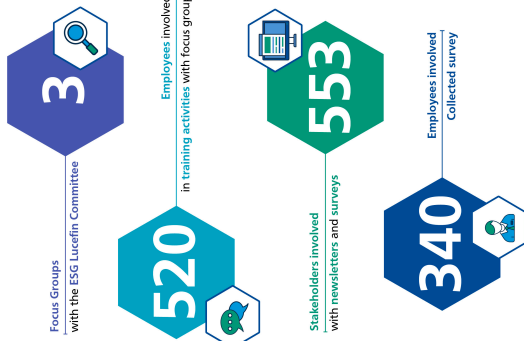 3
Focus Groups
with the ESG Lucefin Committee
Employees involved
in training activities with focus group
520
553
Stakeholders involved
with newsletters and surveys
Employees involved
Collected survey
340